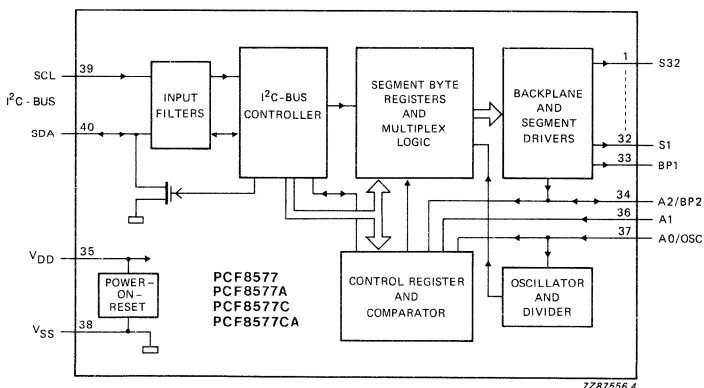 SCL 39
I²C-BUS
SDA 40
INPUT
FILTERS
I²C-BUS
CONTROLLER
SEGMENT BYTE
REGISTERS
AND
MULTIPLEX
LOGIC
BACKPLANE
AND
SEGMENT
DRIVERS
1 S32
32 S1
33 BP1
34 A2/BP2
36 A1
37 A0/OSC
VDD 35
POWER-
ON-
RESET
VSS 38
PCF8577
PCF8577A
PCF8577C
PCF8577CA
CONTROL REGISTER
AND
COMPARATOR
OSCILLATOR
AND
DIVIDER
7Z87556.4